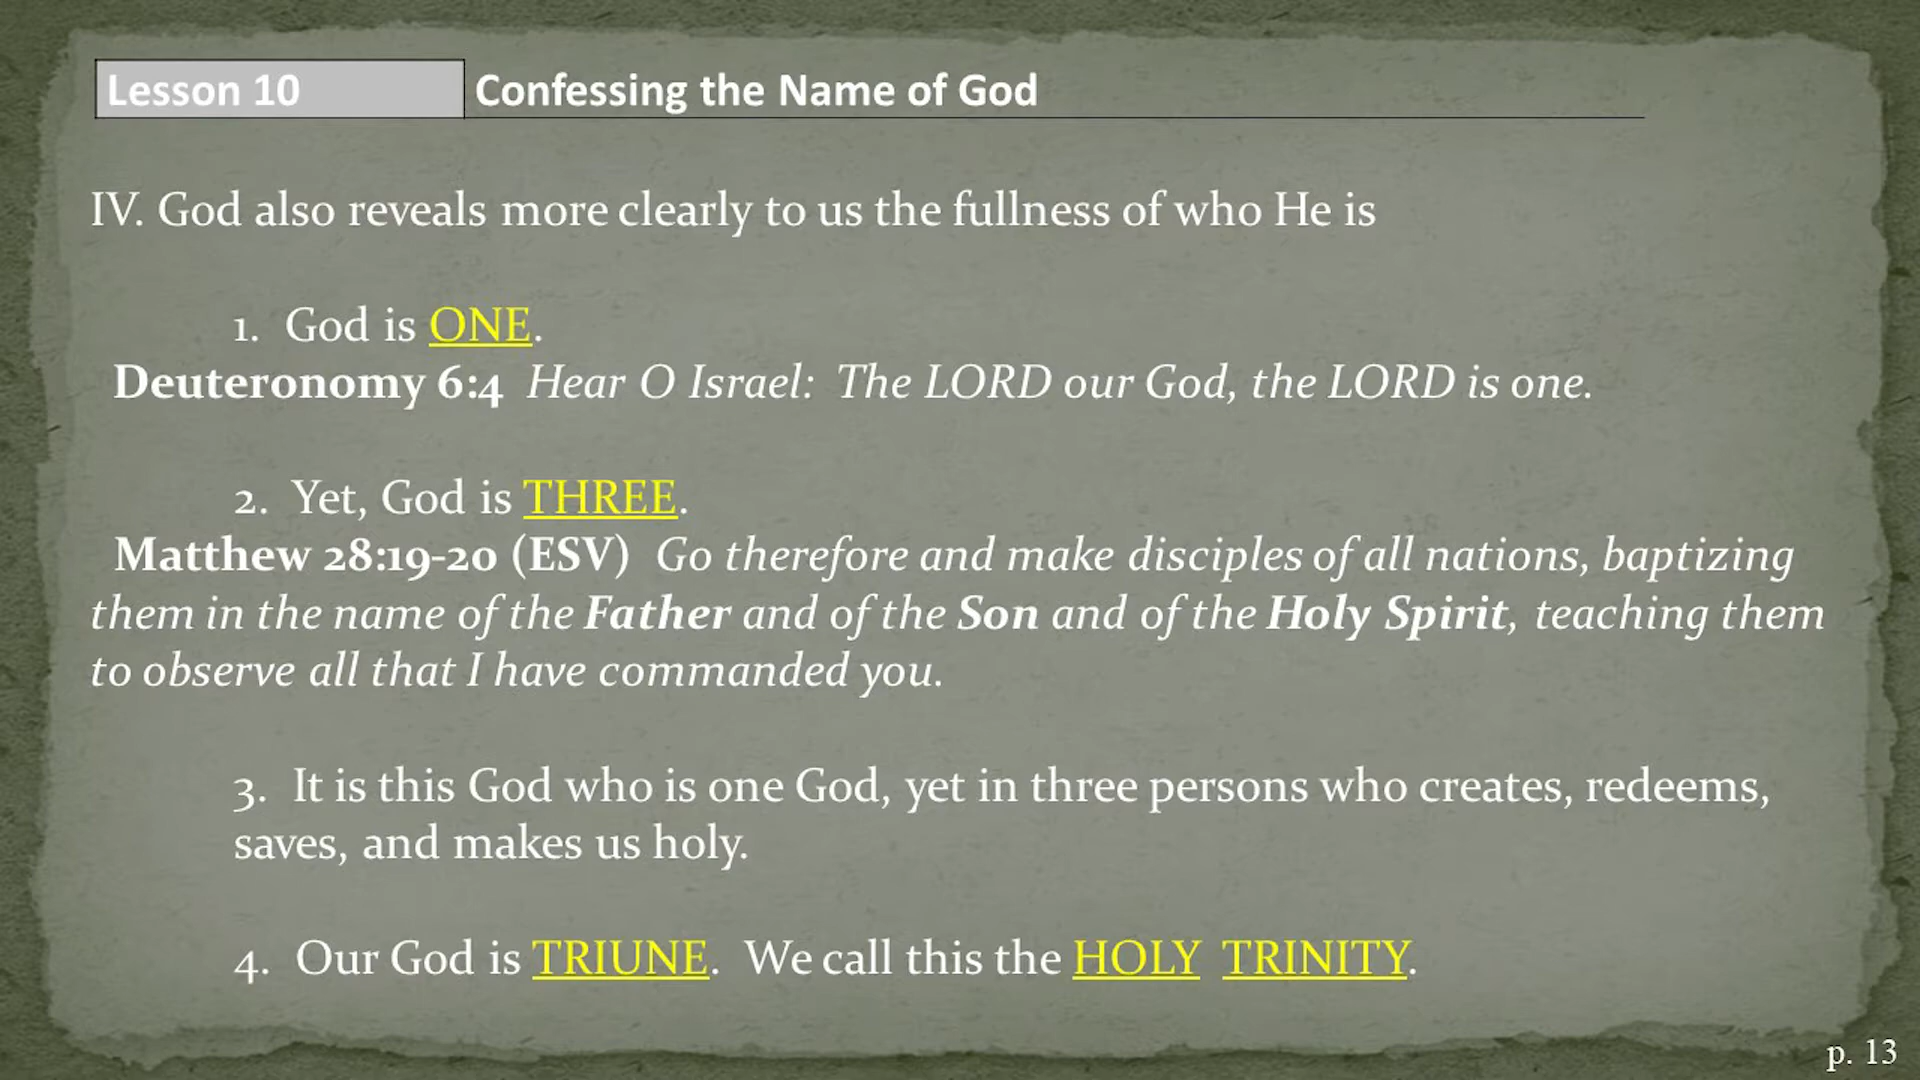 Lesson 10 Confessing the Name of God
IV. God also reveals more clearly to us the fullness of who He is
1. God is ONE.
Deuteronomy 6:4 Hear O Israel: The LORD our God, the LORD is one.
2. Yet, God is THREE.
Matthew 28:19-20 (ESV) Go therefore and make disciples of all nations, baptizing
them in the name of the Father and of the Son and of the Holy Spirit, teaching them
to observe all that I have commanded you.
3. It is this God who is one God, yet in three persons who creates, redeems,
saves, and makes us holy.
4. Our God is TRIUNE. We call this the HOLY TRINITY.
p. 13